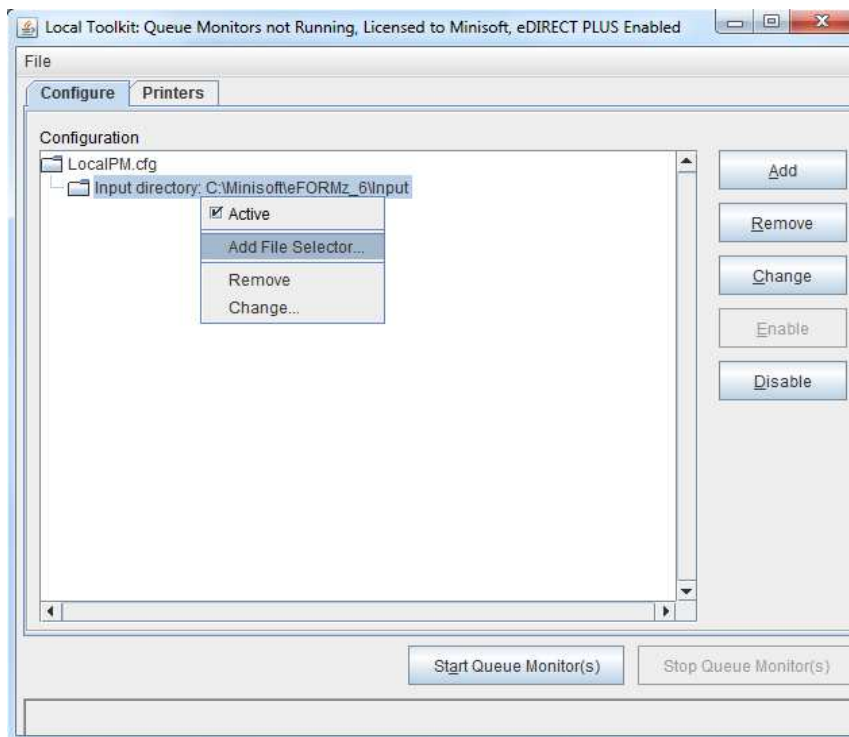 Local Toolkit: Queue Monitors not Running, Licensed to Minisoft, eDIRECT PLUS Enabled
File
Configure Printers
Configuration
LocalPM.cfg
Input directory: C:\Minisoft\eFORMz_6\Input
Active
Add File Selector...
Remove
Change...
Add
Remove
Change
Enable
Disable
Start Queue Monitor(s) Stop Queue Monitor(s)